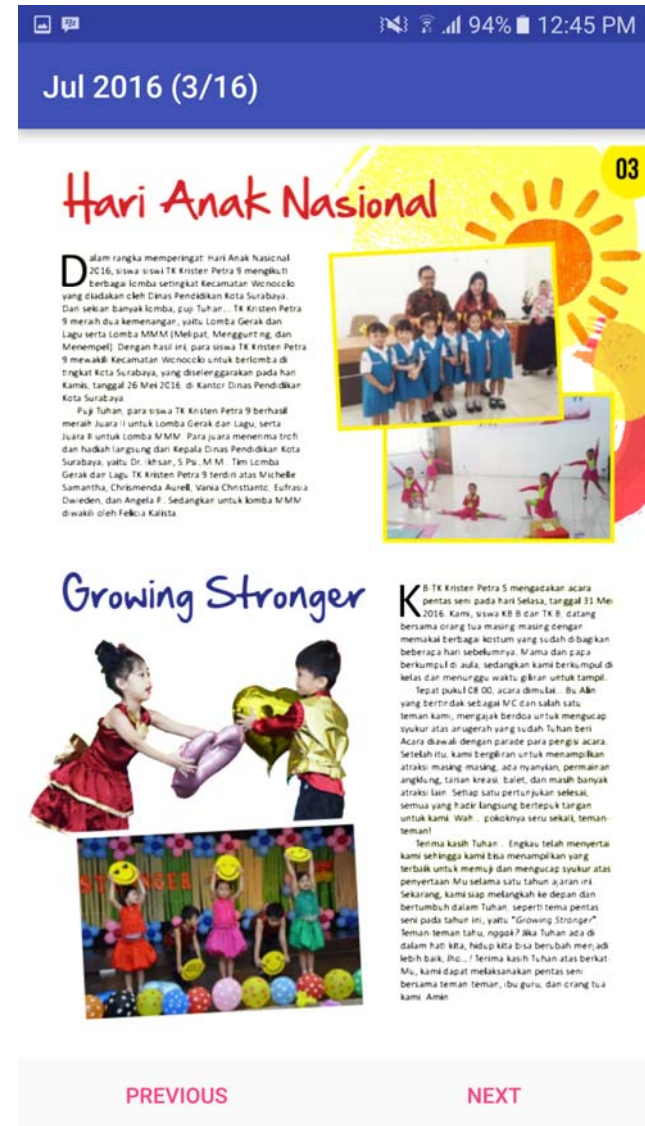 94% 12:45 PM
Jul 2016 (3/16)
03
Hari Anak Nasional
Dalam rangka memperingat Hari Anak Nasional
2016, siswa siswi TK Kristen Petra 9 mengikuti
berbagai lomba setingkat Kecamatan Wonocolo
yang diadakan oleh Dinas Pendidikan Kota Surabaya.
Dari sekian banyak lomba, puji Tuhan... TK Kristen Petra
9 meraih dua kemenangan, yaitu Lomba Gerak dan
Lagu serta Lomba MMM (Melipat, Menggunting, dan
Menempel). Dengan hasil ini, para siswa TK Kristen Petra
9 mewakili Kecamatan Wonocolo untuk berlomba di
tingkat Kota Surabaya, yang diselenggarakan pada hari
Kamis, tanggal 26 Mei 2016, di Kantor Dinas Pendidikan
Kota Surabaya
Puji Tuhan, para siswa TK Kristen Petra 9 berhasil
meraih Juara II untuk Lomba Gerak dan Lagu, serta
Juara II untuk Lomba MMM. Para juara menerima trofi
dan hadiah langsung dari Kepala Dinas Pendidikan Kota
Surabaya, yaitu Dr. Ikhsan, S.Psi, M.M. Tim Lomba
Gerak dan Lagu TK Kristen Petra 9 terdiri atas Michelle
Samantha, Chrismenda Aurell, Vania Christianto, Eufrasia
Dwieden, dan Angela P. Sedangkan untuk lomba MMM
diwakili oleh Felicia Kalista.
Growing Stronger
KB-TK Kristen Petra 5 mengadakan acara
pentas seni pada hari Selasa, tanggal 31 Mei
2016. Kami, siswa KB B dan TK B, datang
bersama orang tua masing-masing dengan
memakai berbagai kostum yang sudah dibagikan
beberapa hari sebelumnya. Mama dan papa
berkumpul di aula, sedangkan kami berkumpul di
kelas dan menunggu waktu giliran untuk tampil.
Tepat pukul 08.00, acara dimulai... Bu Alin
yang bertindak sebagai MC dan salah satu
teman kami, mengajak berdoa untuk mengucap
syukur atas anugerah yang sudah Tuhan beri
Acara diawali dengan parade para pengisi acara.
Setelah itu, kami bergiliran untuk menampilkan
atraksi masing-masing, ada nyanyian, permainan
angklung, tarian kreasi, balet, dan masih banyak
atraksi lain. Setiap satu pertunjukan selesai,
semua yang hadir langsung bertepuk tangan
untuk kami. Wah... pokoknya seru sekali, teman-
teman!
Terima kasih Tuhan... Engkau telah menyertai
kami sehingga kami bisa menampilkan yang
terbaik untuk memuji dan mengucap syukur atas
penyertaan Mu selama satu tahun ajaran ini
Sekarang, kami siap melangkah ke depan dan
bertumbuh dalam Tuhan, seperti tema pentas
seni pada tahun ini, yaitu "Growing Stronger".
Teman-teman tahu, nggak? Jika Tuhan ada di
dalam hati kita, hidup kita bisa berubah menjadi
lebih baik, lho...! Terima kasih Tuhan atas berkat-
Mu, kami dapat melaksanakan pentas seni
bersama teman-teman, ibu guru, dan orang tua
kami. Amin
PREVIOUS
NEXT